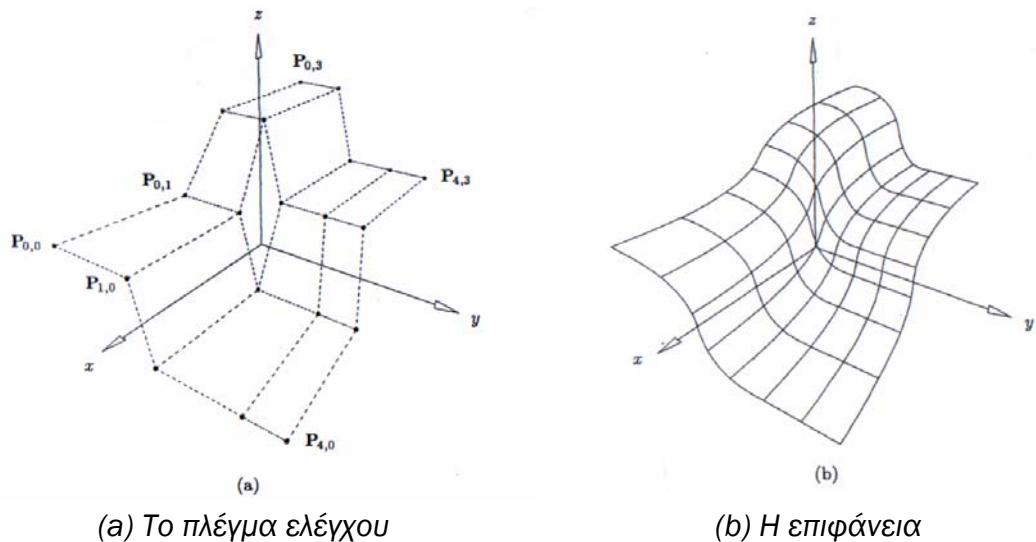 z
P0,3
P0,1
P4,3
P0,0
P1,0
x
y
P4,0
(a)
z
x
y
(b)
(a) Το πλέγμα ελέγχου
(b) Η επιφάνεια